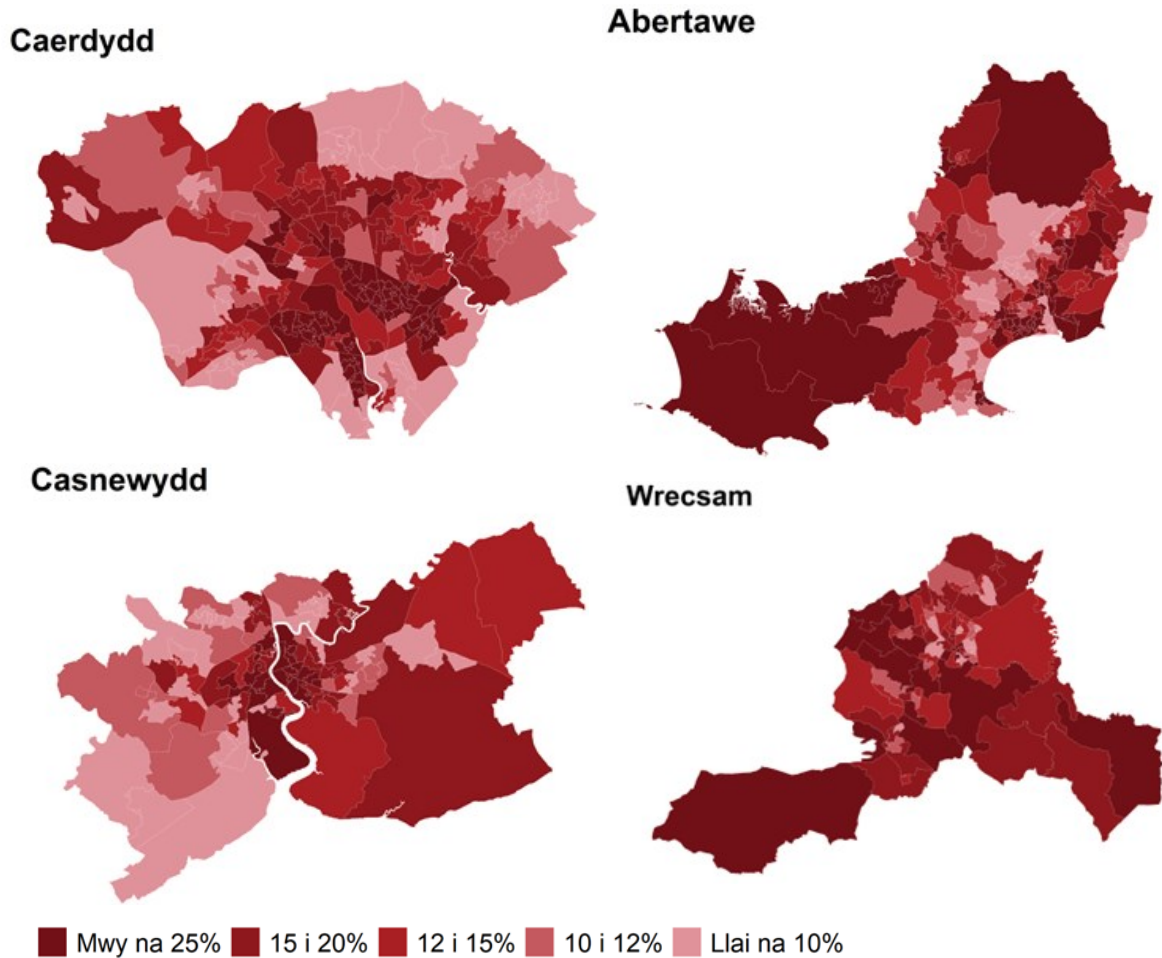 Caerdydd
Abertawe
Casnewydd
Wrecsam
Mwy na 25% 15 i 20% 12 i 15% 10 i 12% Llai na 10%